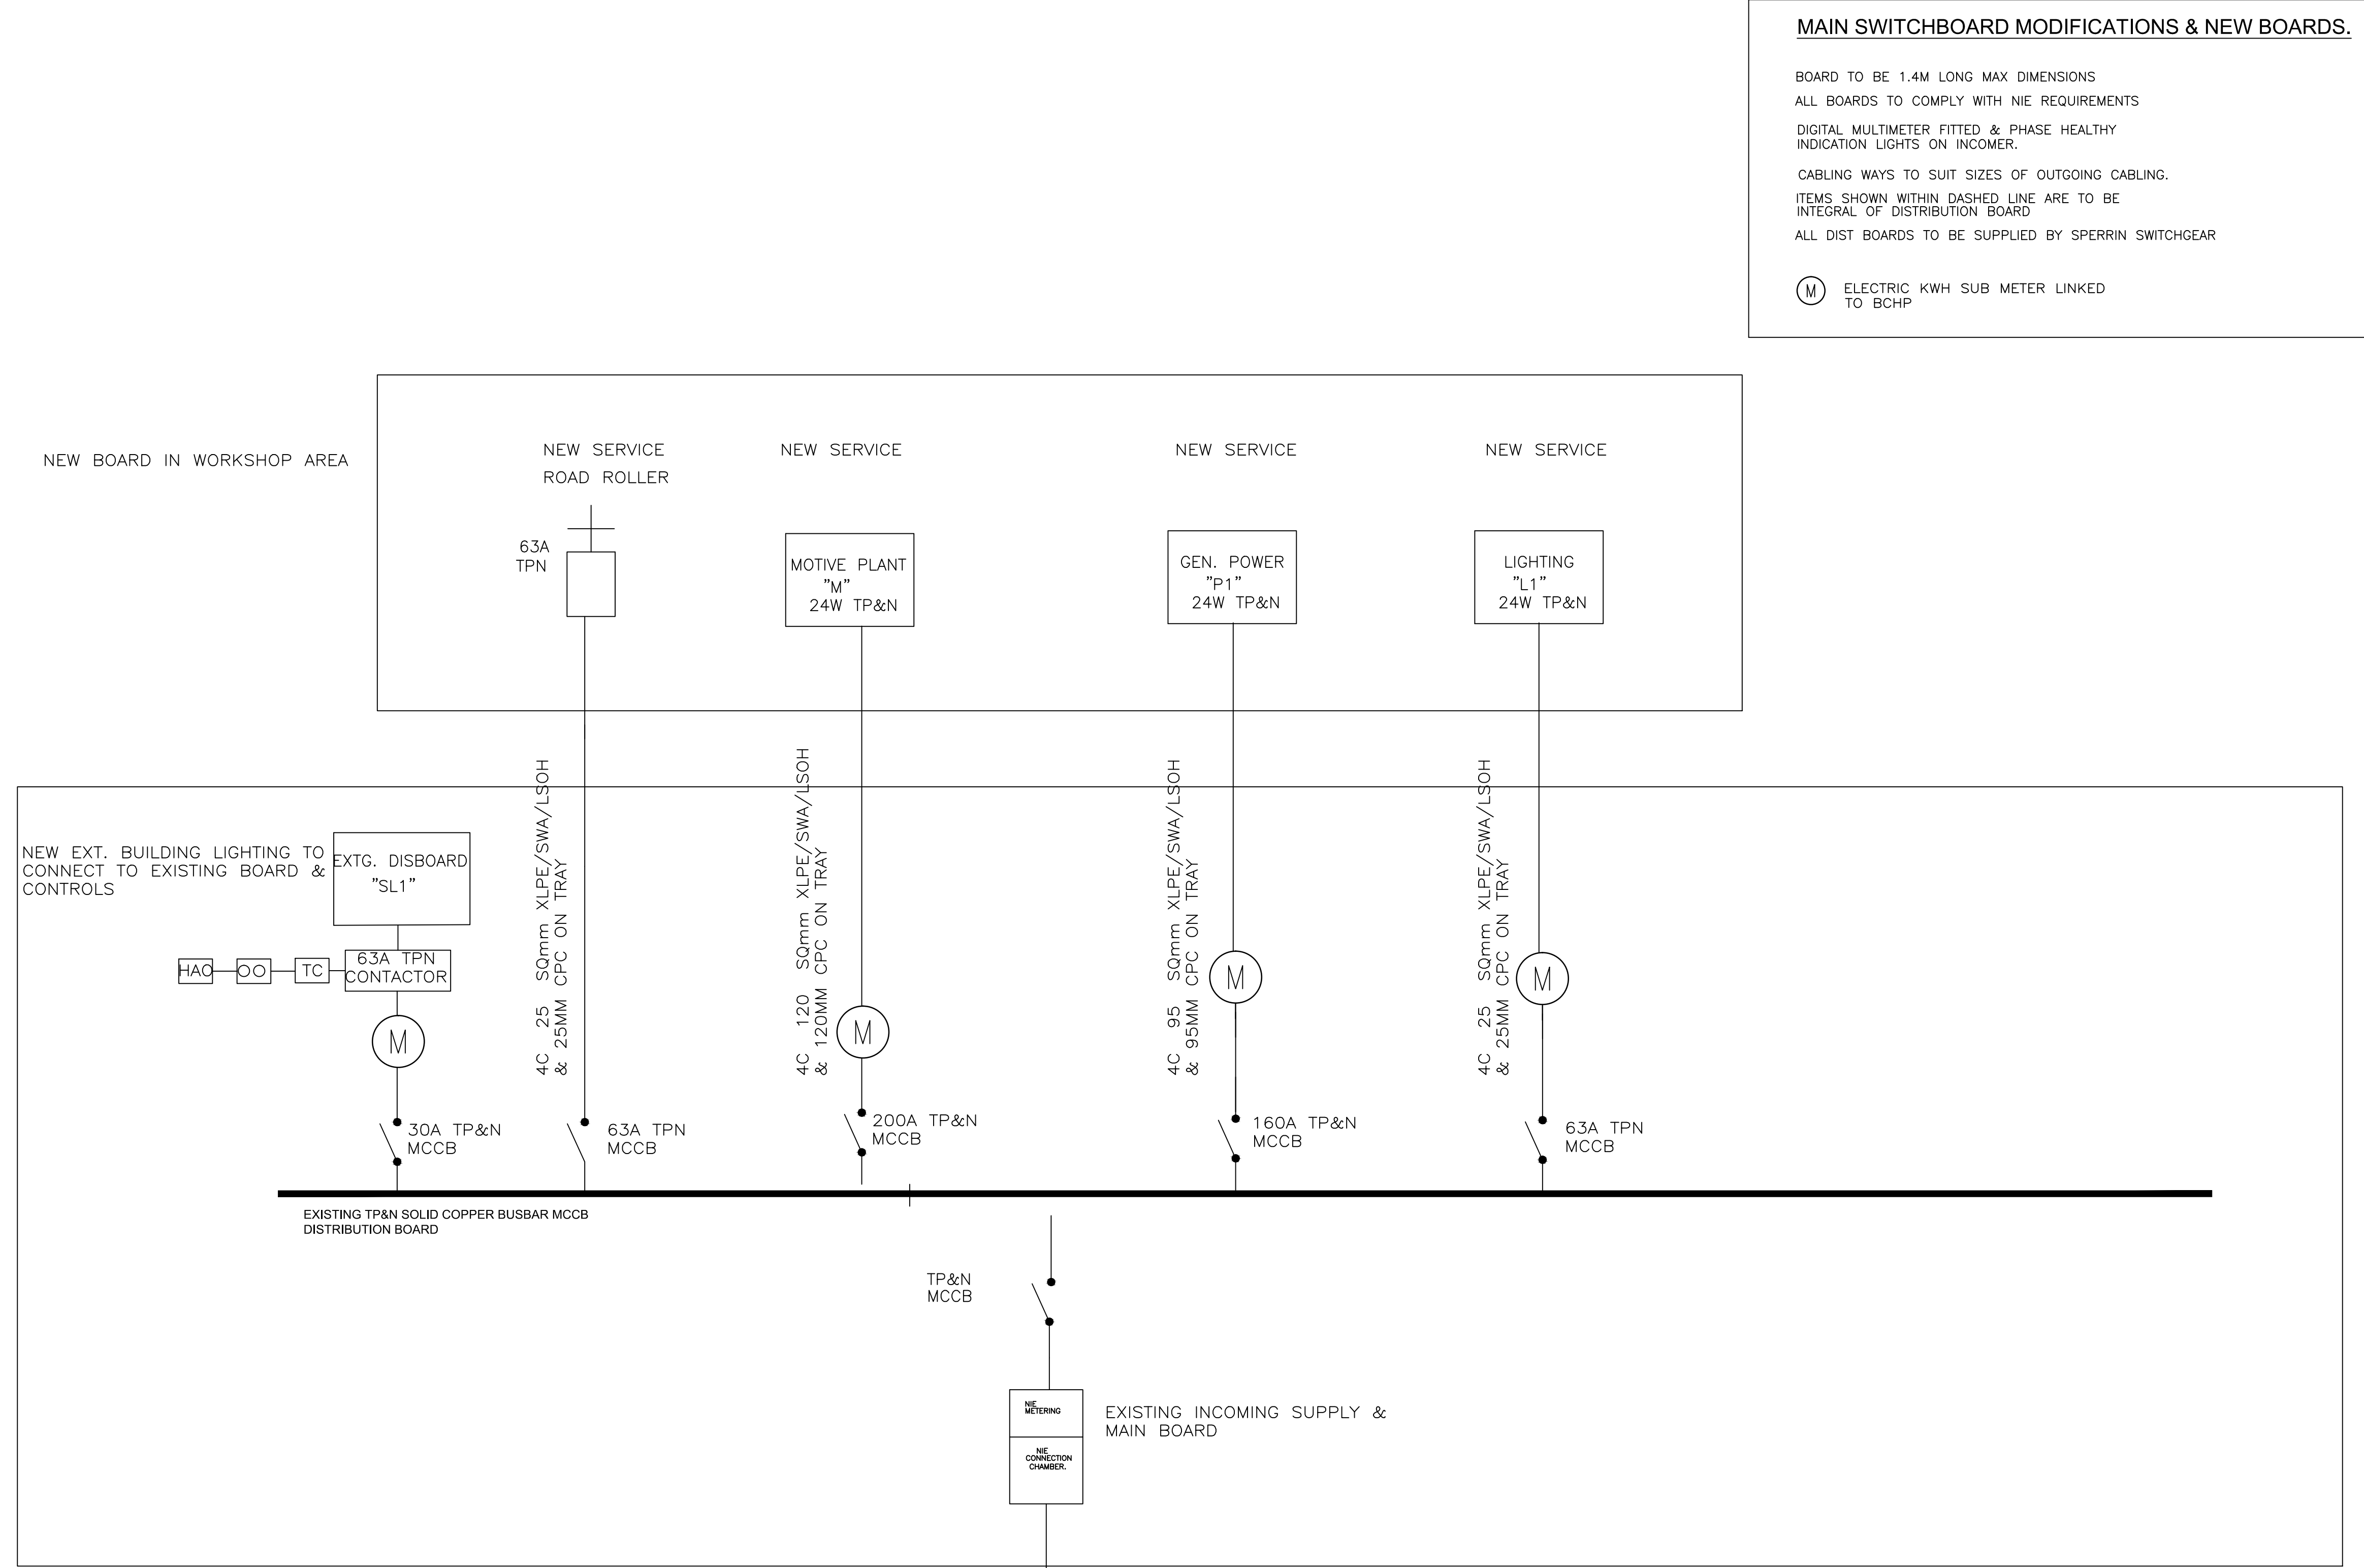 MAIN SWITCHBOARD MODIFICATIONS & NEW BOARDS.
BOARD TO BE 1.4M LONG MAX DIMENSIONS
ALL BOARDS TO COMPLY WITH NIE REQUIREMENTS
DIGITAL MULTIMETER FITTED & PHASE HEALTHY
INDICATION LIGHTS ON INCOMER.
CABLING WAYS TO SUIT SIZES OF OUTGOING CABLING.
ITEMS SHOWN WITHIN DASHED LINE ARE TO BE
INTEGRAL OF DISTRIBUTION BOARD
ALL DIST BOARDS TO BE SUPPLIED BY SPERRIN SWITCHGEAR
M
ELECTRIC KWH SUB METER LINKED
TO BCHP
NEW BOARD IN WORKSHOP AREA
NEW SERVICE
ROAD ROLLER
63A
TPN
NEW SERVICE
MOTIVE PLANT
"M"
24W TP&N
NEW SERVICE
GEN. POWER
"P1"
24W TP&N
NEW SERVICE
LIGHTING
"L1"
24W TP&N
NEW EXT. BUILDING LIGHTING TO
CONNECT TO EXISTING BOARD &
CONTROLS
EXTG. DISBOARD
"SL1"
HAO
OO
TC
63A TPN
CONTACTOR
M
30A TP&N
MCCB
4C 25 SQmm XLPE/SWA/LSOH
& 25MM CPC ON TRAY
63A TPN
MCCB
4C 120 SQmm XLPE/SWA/LSOH
& 120MM CPC ON TRAY
M
200A TP&N
MCCB
4C 95 SQmm XLPE/SWA/LSOH
& 95MM CPC ON TRAY
M
160A TP&N
MCCB
4C 25 SQmm XLPE/SWA/LSOH
& 25MM CPC ON TRAY
M
63A TPN
MCCB
EXISTING TP&N SOLID COPPER BUSBAR MCCB
DISTRIBUTION BOARD
TP&N
MCCB
NIE
METERING
NIE
CONNECTION
CHAMBER.
EXISTING INCOMING SUPPLY &
MAIN BOARD